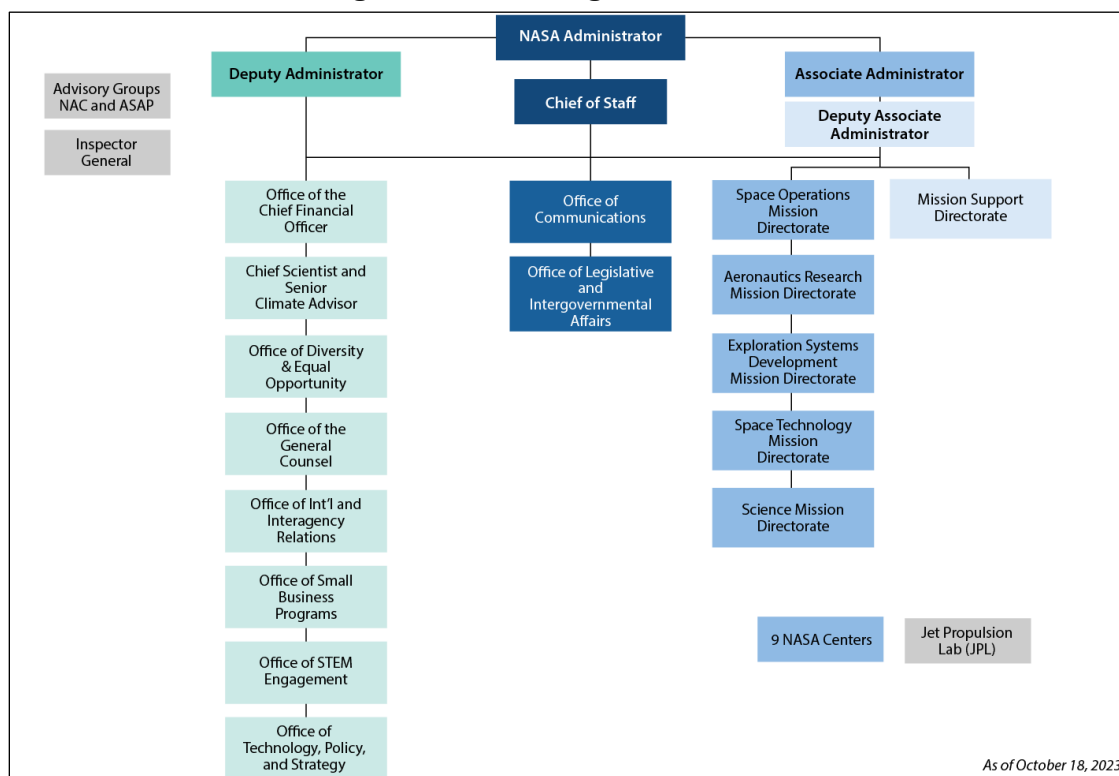 NASA Administrator
Deputy Administrator
Associate Administrator
Advisory Groups
NAC and ASAP
Chief of Staff
Deputy Associate
Administrator
Inspector
General
Office of the
Chief Financial
Officer
Office of
Communications
Space Operations
Mission
Directorate
Mission Support
Directorate
Chief Scientist and
Senior
Climate Advisor
Office of Legislative
and
Intergovernmental
Affairs
Aeronautics Research
Mission Directorate
Office of Diversity
& Equal
Opportunity
Exploration Systems
Development
Mission Directorate
Office of the
General
Counsel
Space Technology
Mission
Directorate
Office of Int'l and
Interagency
Relations
Science Mission
Directorate
Office of Small
Business
Programs
9 NASA Centers
Jet Propulsion
Lab (JPL)
Office of STEM
Engagement
Office of
Technology, Policy,
and Strategy
As of October 18, 2023